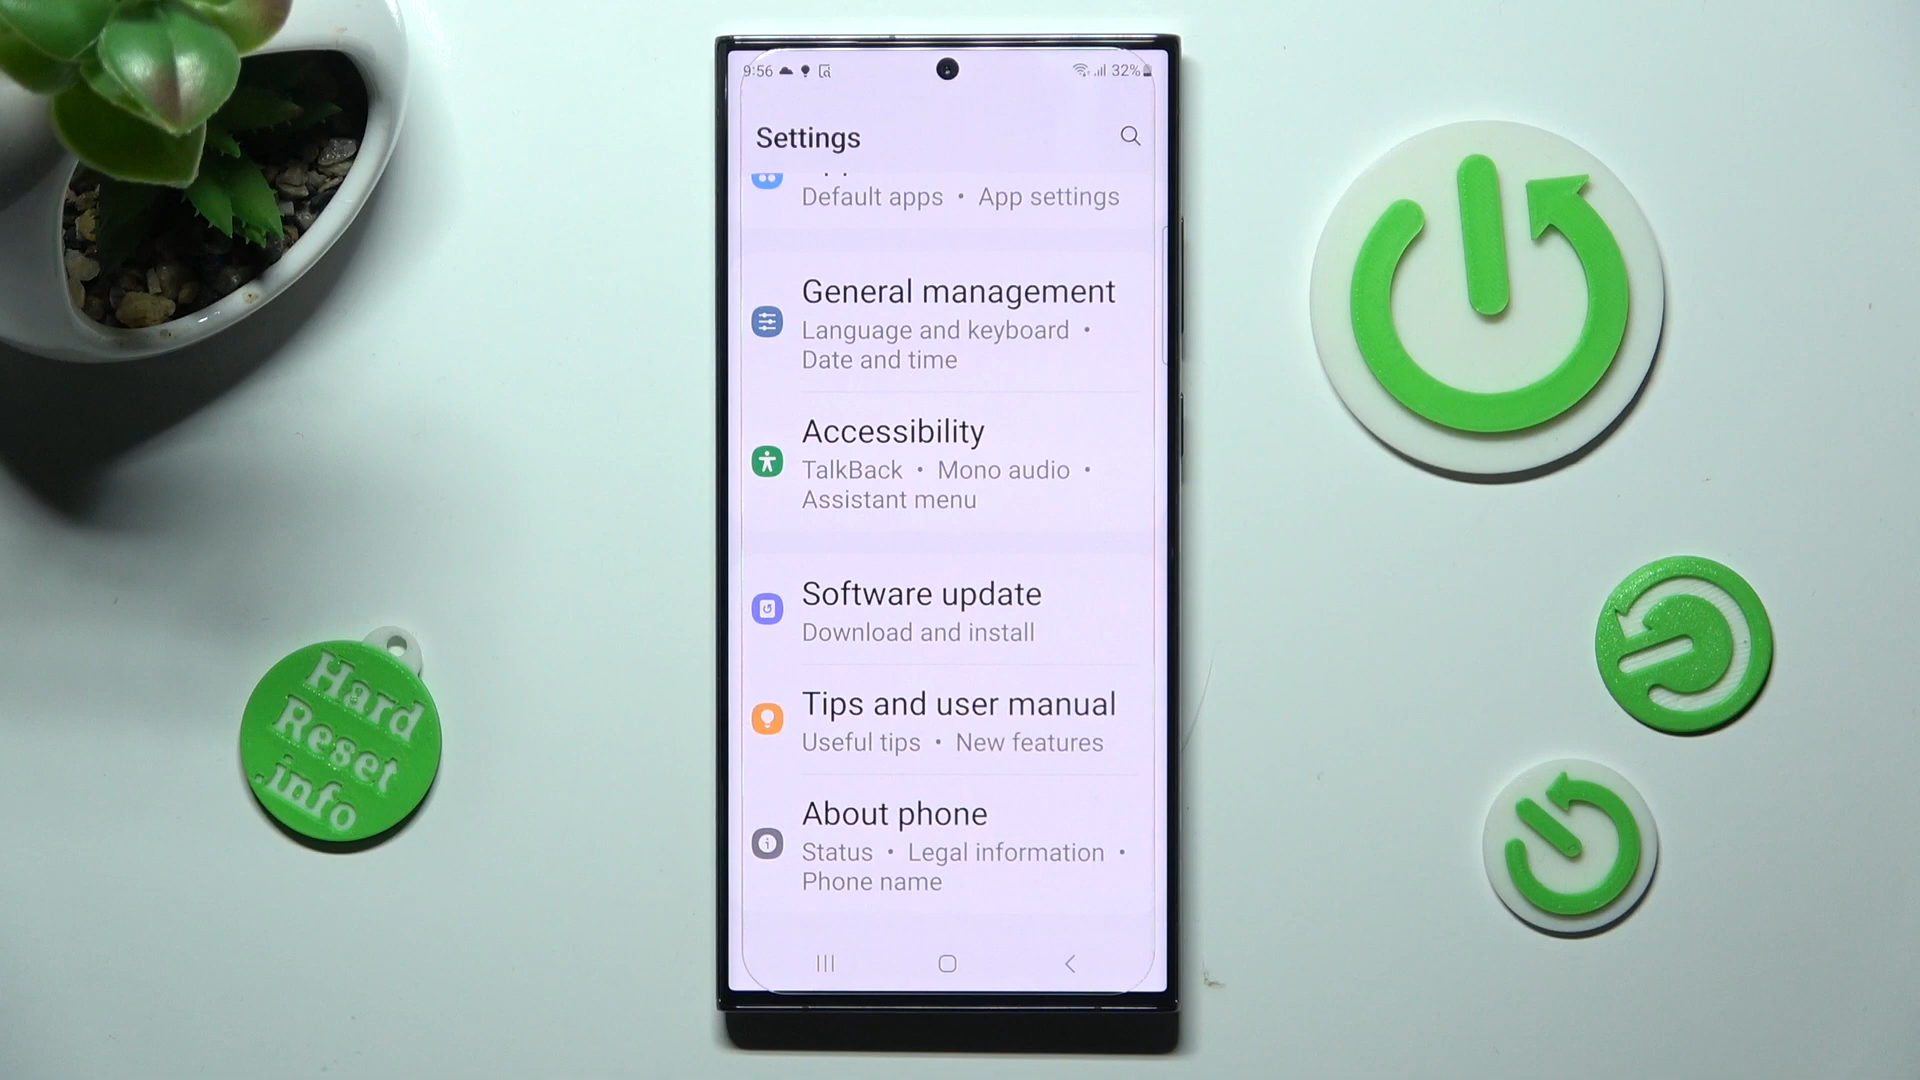 9:56
32%
Settings
Default apps • App settings
General management
Language and keyboard •
Date and time
Accessibility
TalkBack • Mono audio •
Assistant menu
Software update
Download and install
Tips and user manual
Useful tips • New features
About phone
Status • Legal information •
Phone name
Hard
Reset
.info